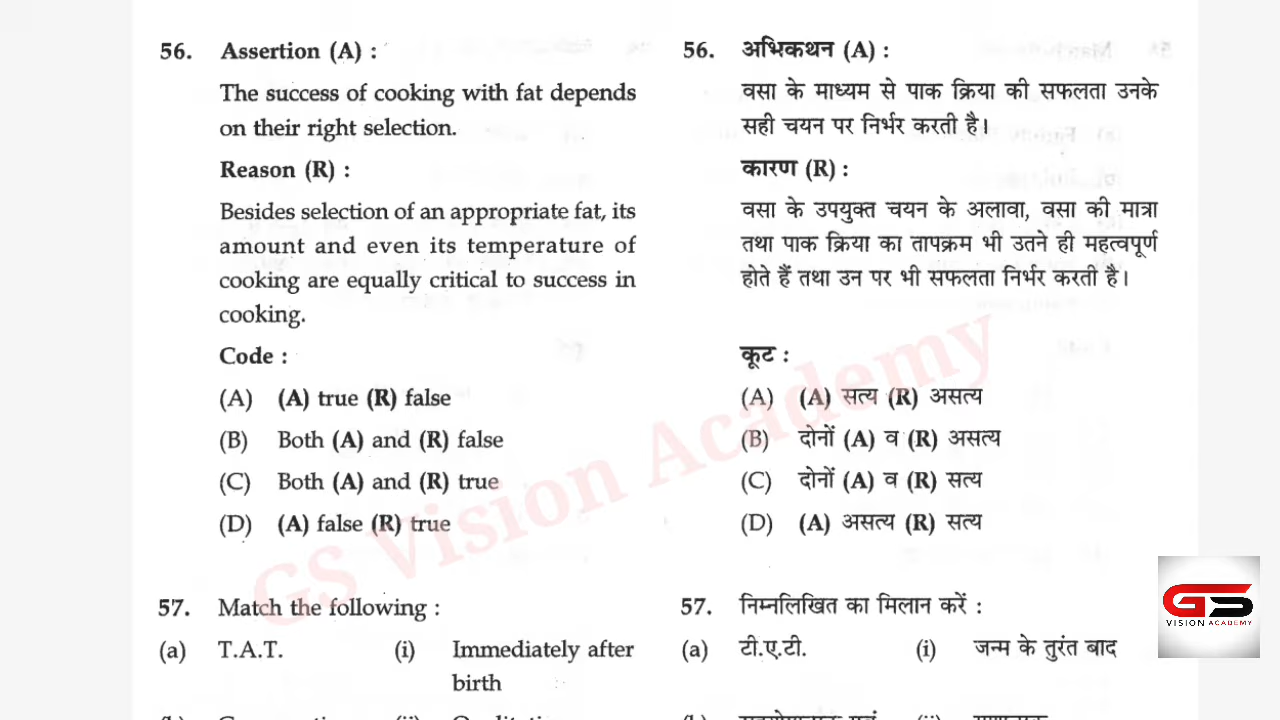 56. Assertion (A) :
The success of cooking with fat depends
on their right selection.
Reason (R) :
Besides selection of an appropriate fat, its
amount and even its temperature of
cooking are equally critical to success in
cooking.
Code :
(A) (A) true (R) false
(B) Both (A) and (R) false
(C) Both (A) and (R) true
(D) (A) false (R) true
57. Match the following :
(a) T.A.T. (i) Immediately after
birth
56. अभिकथन (A) :
वसा के माध्यम से पाक क्रिया की सफलता उनके
सही चयन पर निर्भर करती है।
कारण (R) :
वसा के उपयुक्त चयन के अलावा, वसा की मात्रा
तथा पाक क्रिया का तापक्रम भी उतने ही महत्वपूर्ण
होते हैं तथा उन पर भी सफलता निर्भर करती है।
कूट :
(A) (A) सत्य (R) असत्य
(B) दोनों (A) व (R) असत्य
(C) दोनों (A) व (R) सत्य
(D) (A) असत्य (R) सत्य
57. निम्नलिखित का मिलान करें :
(a) टी.ए.टी. (i) जन्म के तुरंत बाद
GS Vision Academy
GS
VISION ACADEMY